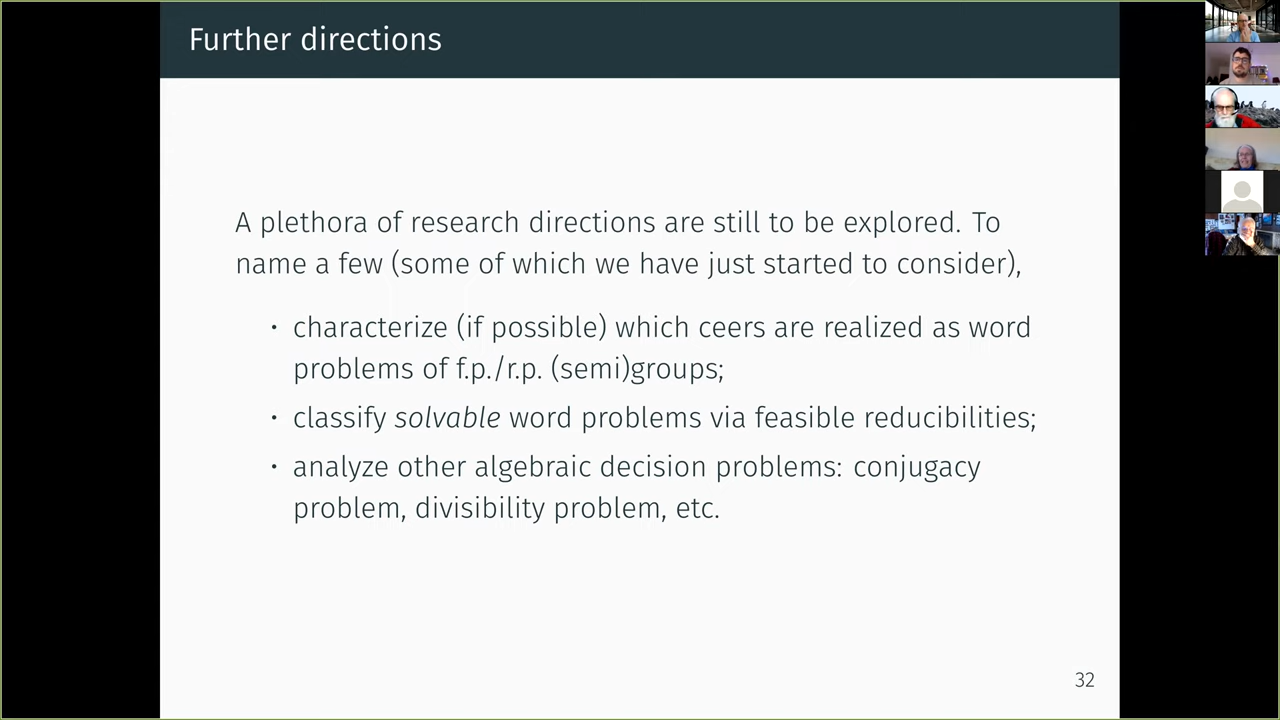 Further directions
A plethora of research directions are still to be explored. To
name a few (some of which we have just started to consider),
• characterize (if possible) which ceers are realized as word
problems of f.p./r.p. (semi)groups;
• classify solvable word problems via feasible reducibilities;
• analyze other algebraic decision problems: conjugacy
problem, divisibility problem, etc.
32